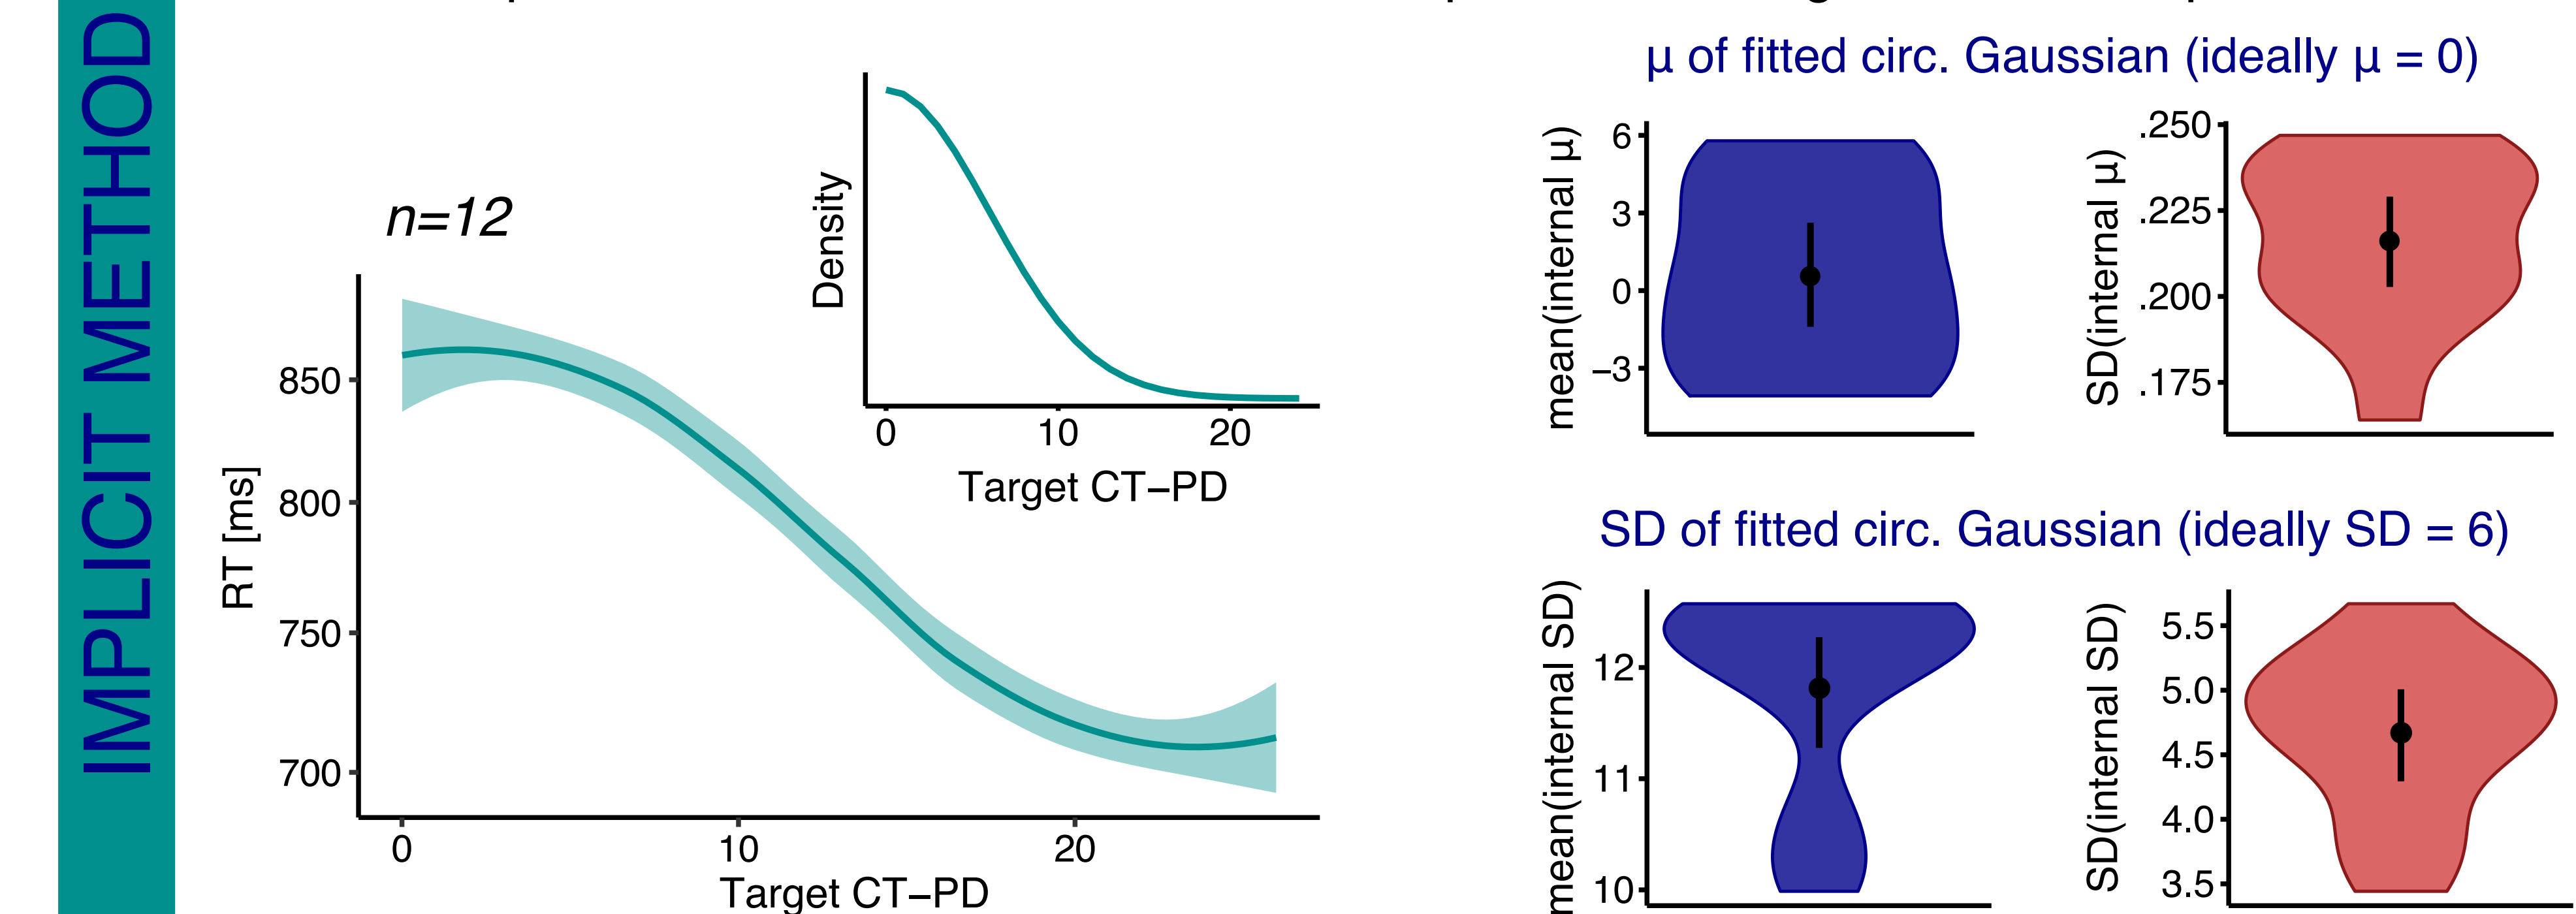 IMPLICIT METHOD
n=12
RT [ms]
850
800
750
700
0
10
20
Target CT–PD
Density
0
10
20
Target CT–PD
µ of fitted circ. Gaussian (ideally µ = 0)
mean(internal µ)
6
3
0
–3
SD(internal µ)
.250
.225
.200
.175
SD of fitted circ. Gaussian (ideally SD = 6)
mean(internal SD)
12
11
10
SD(internal SD)
5.5
5.0
4.5
4.0
3.5